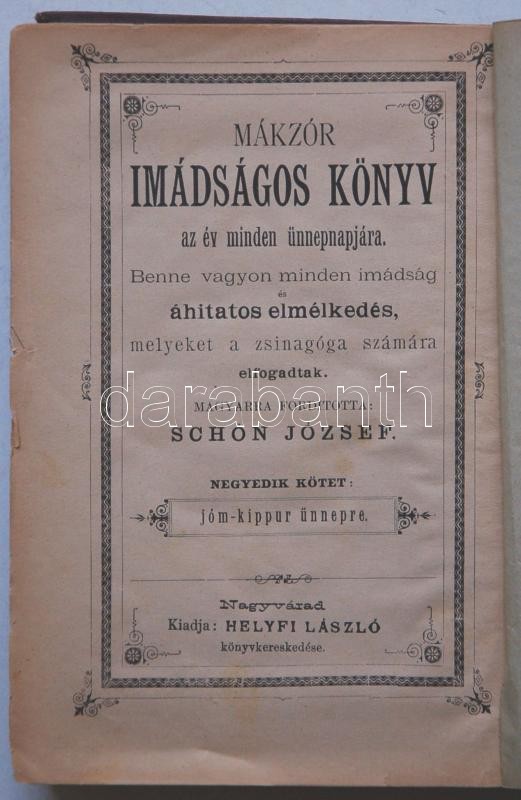 MÁKZÓR
IMÁDSÁGOS KÖNYV
az év minden ünnepnapjára.
Benne vagyon minden imádság
és
áhitatos elmélkedés,
melyeket a zsinagóga számára
elfogadtak.
darabanth
MAGYARRA FORDITOTTA:
SCHÖN JÓZSEF.
NEGYEDIK KÖTET:
jóm-kippur ünnepre.
Nagyvárad
Kiadja: HELYFI LÁSZLÓ
könyvkereskedése.